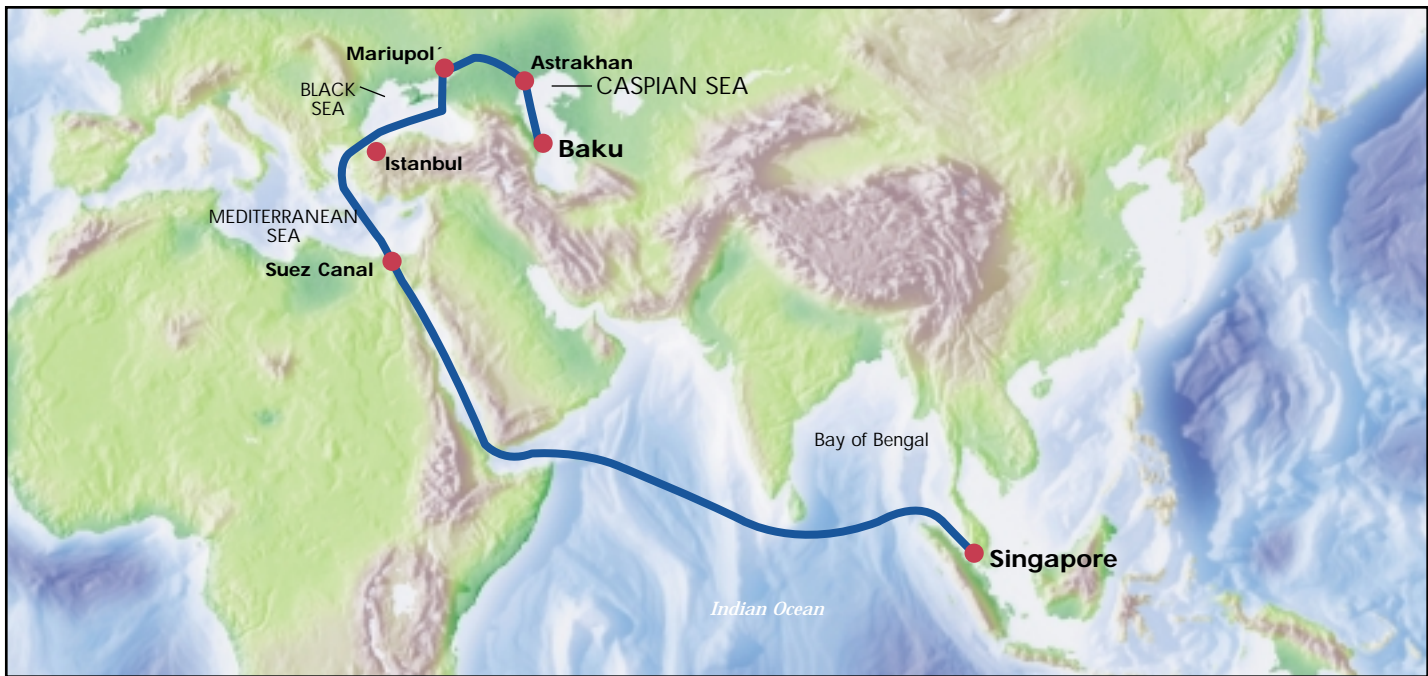 Mariupol´
Astrakhan
BLACK
SEA
CASPIAN SEA
Baku
Istanbul
MEDITERRANEAN
SEA
Suez Canal
Bay of Bengal
Singapore
Indian Ocean